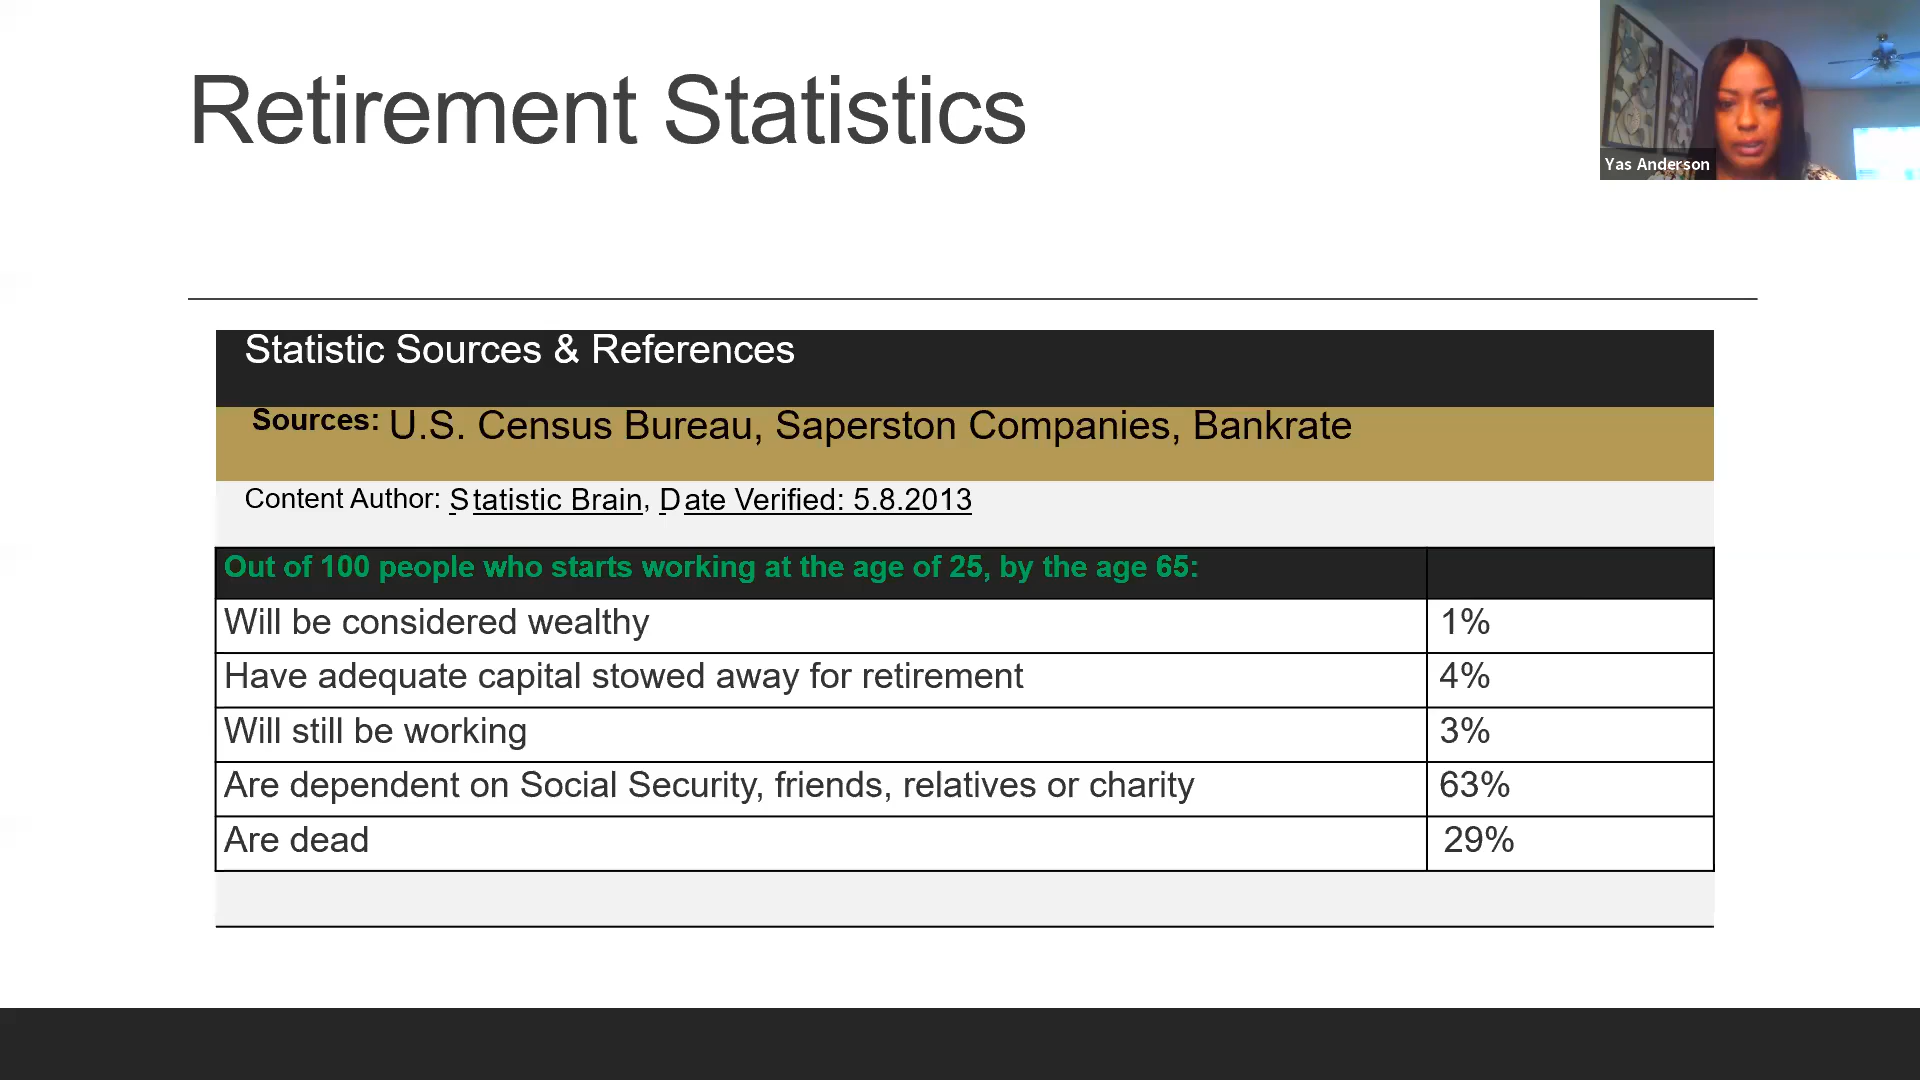 Retirement Statistics
Yas Anderson
Statistic Sources & References
Sources: U.S. Census Bureau, Saperston Companies, Bankrate
Content Author: Statistic Brain, Date Verified: 5.8.2013
Out of 100 people who starts working at the age of 25, by the age 65:
Will be considered wealthy 1%
Have adequate capital stowed away for retirement 4%
Will still be working 3%
Are dependent on Social Security, friends, relatives or charity 63%
Are dead 29%